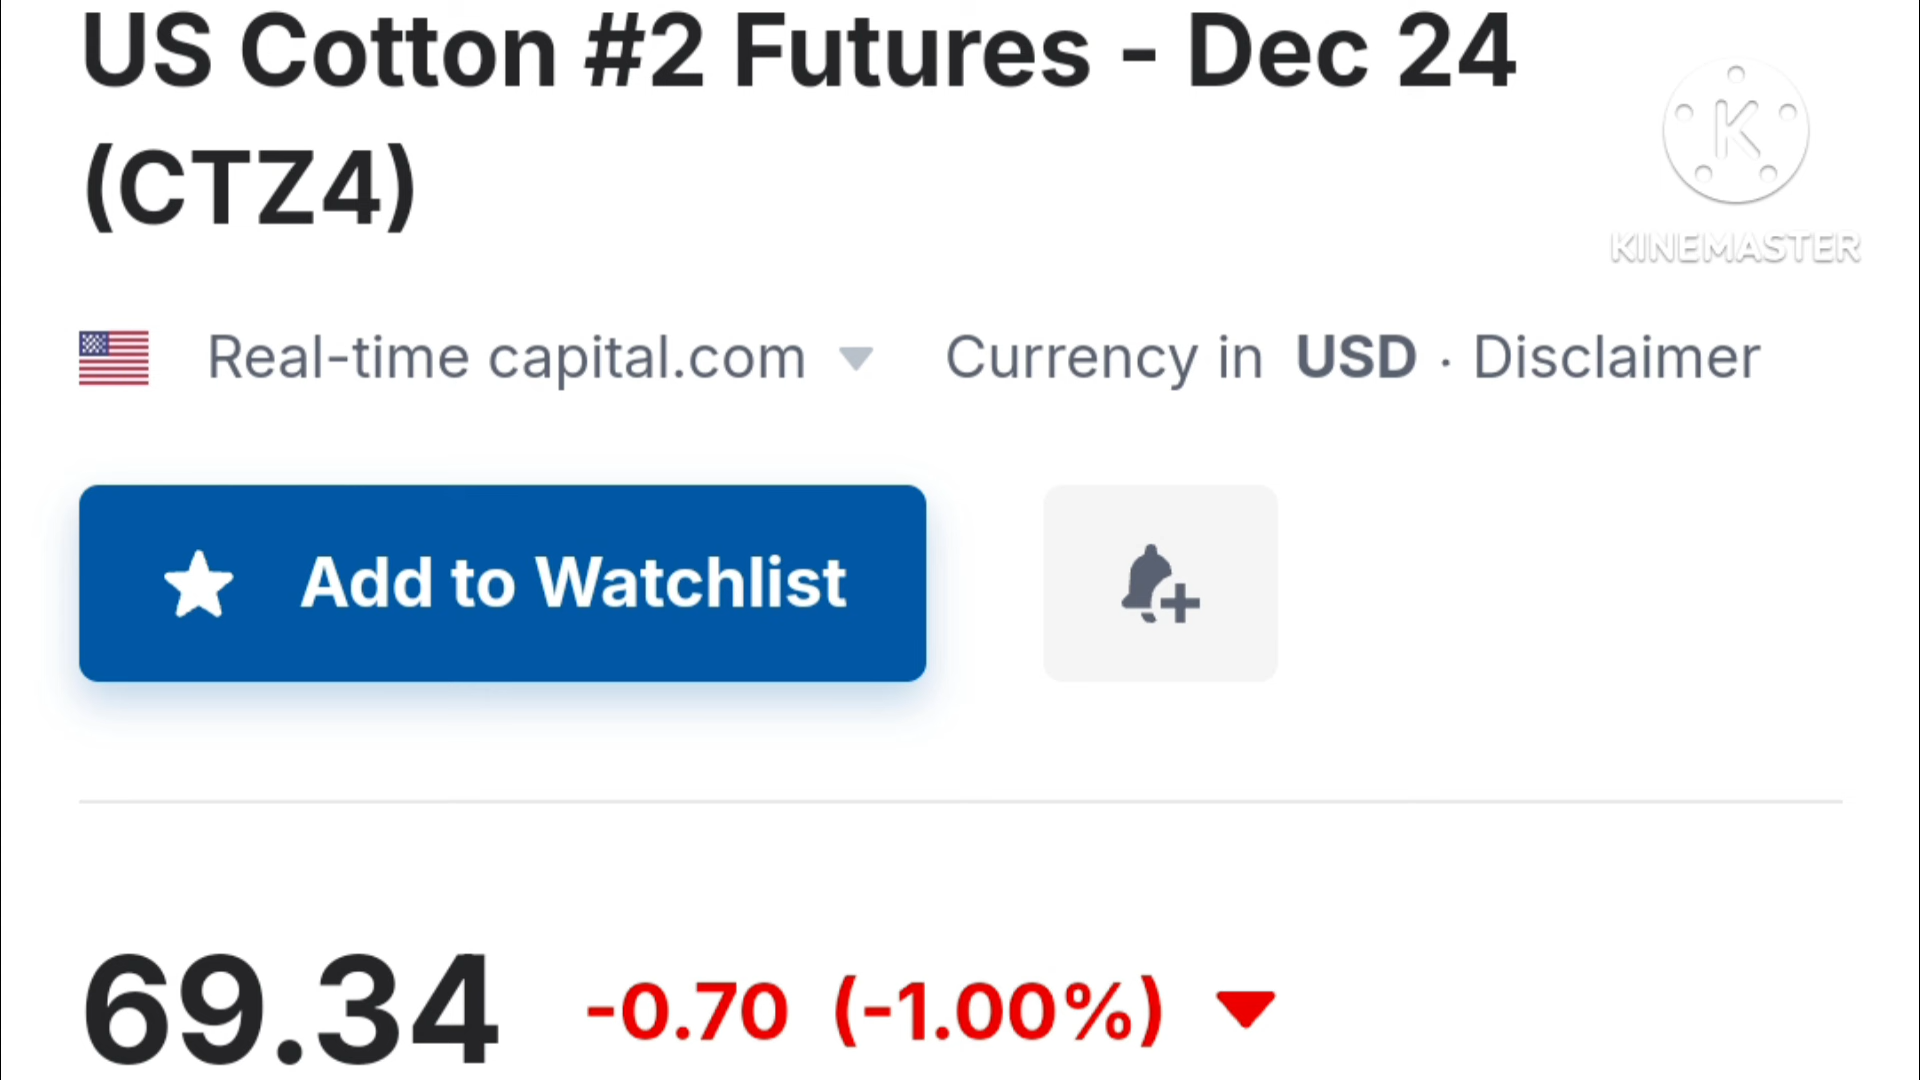 US Cotton #2 Futures - Dec 24
(CTZ4)
K
KINEMASTER
Real-time capital.com Currency in USD · Disclaimer
Add to Watchlist
69.34 -0.70 (-1.00%)